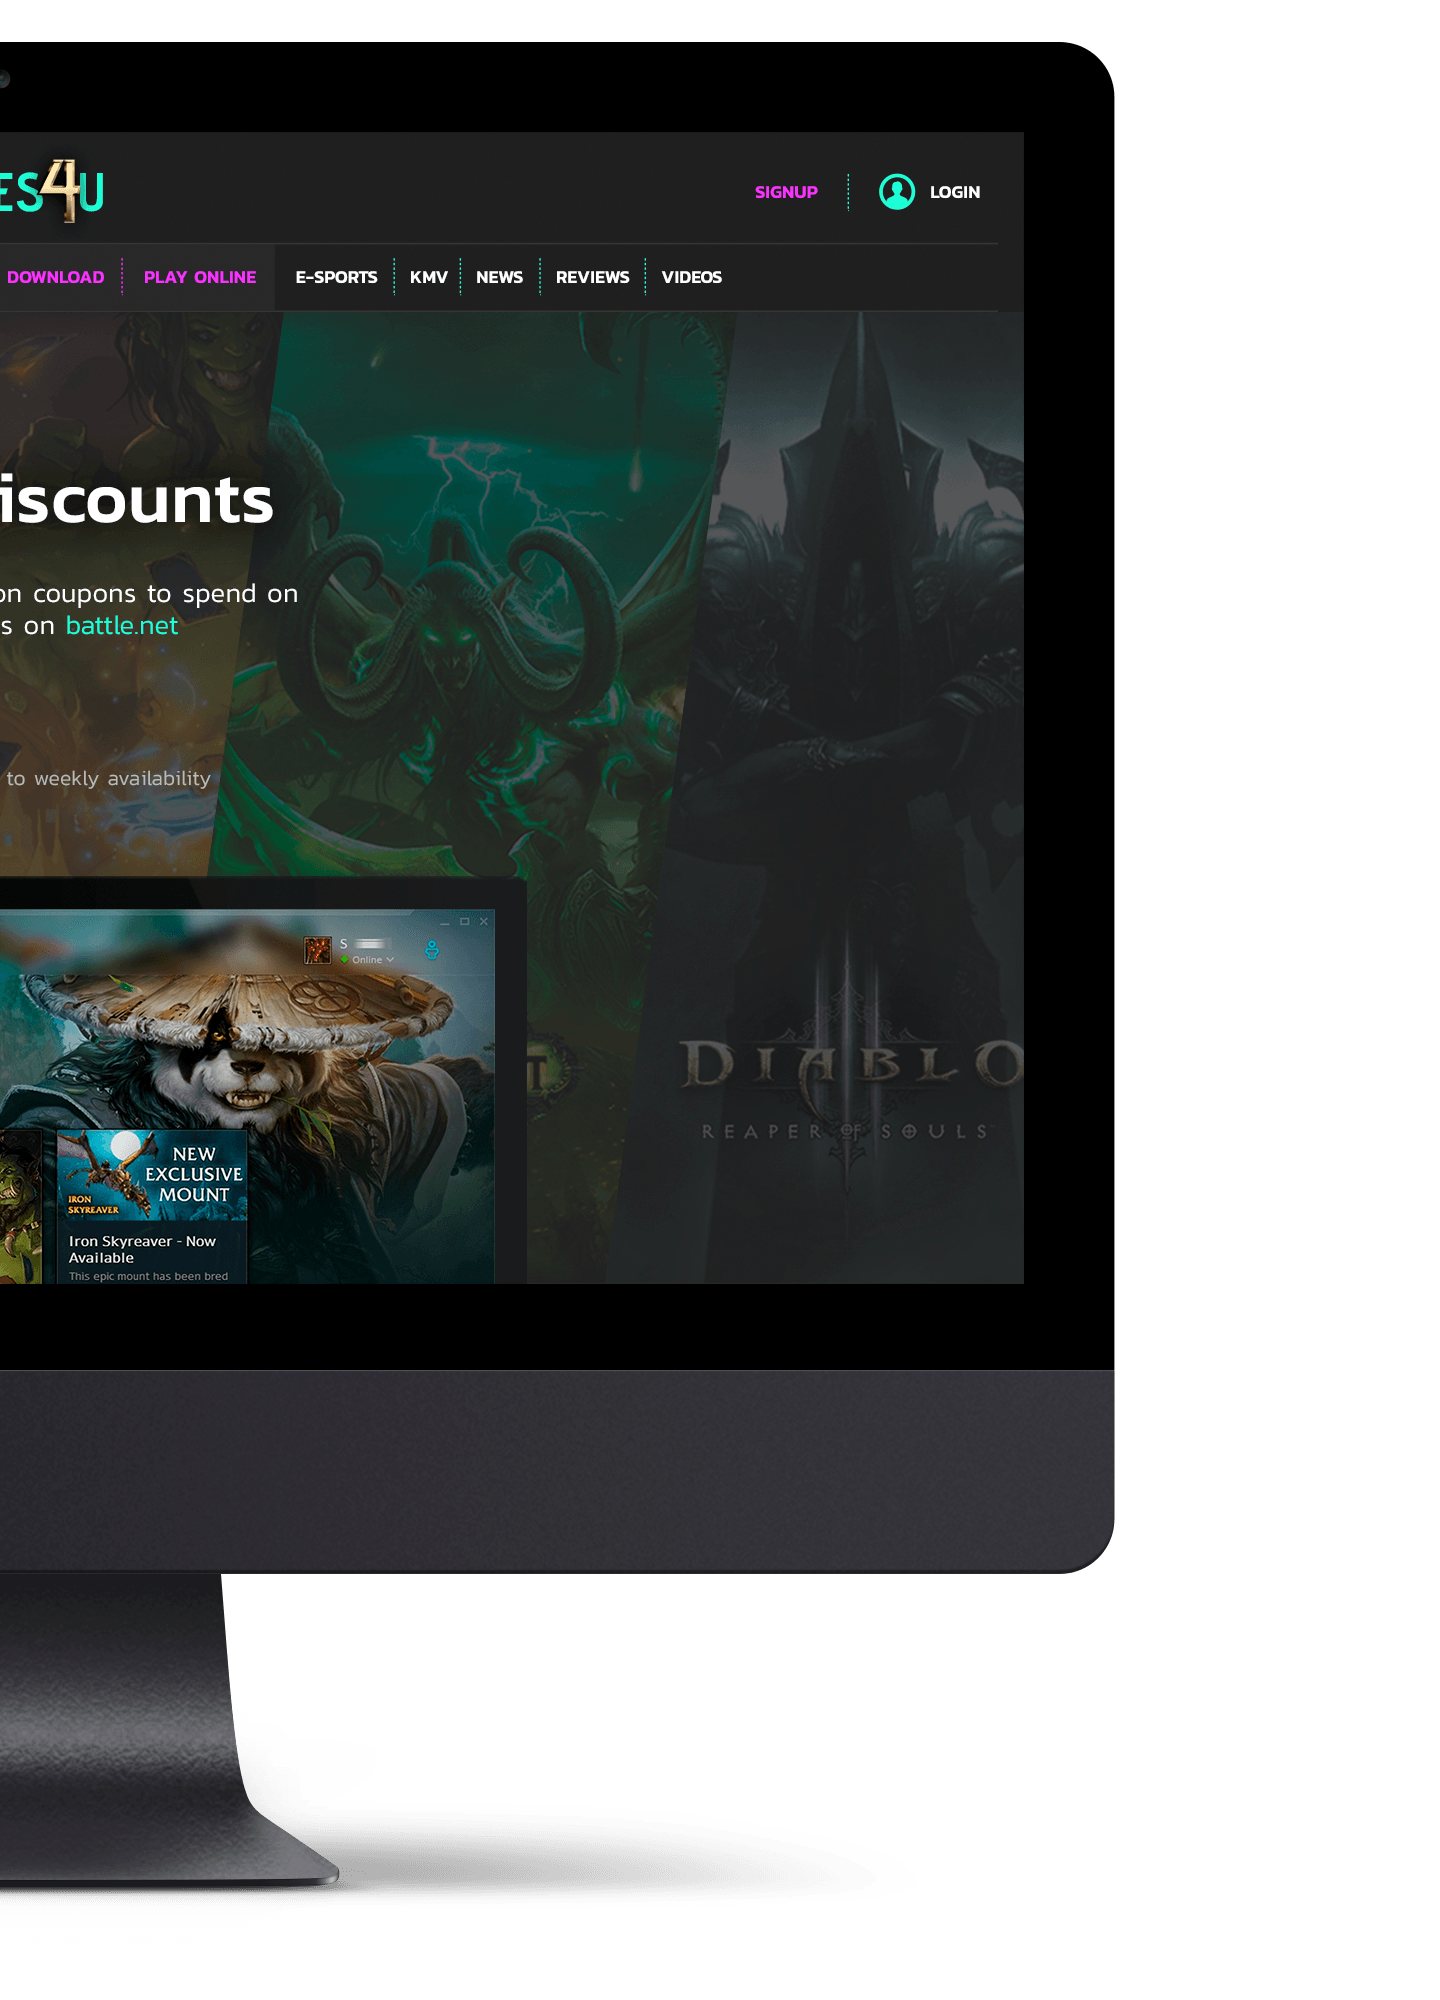 ES4U
SIGNUP LOGIN
DOWNLOAD PLAY ONLINE E-SPORTS KMV NEWS REVIEWS VIDEOS
iscounts
on coupons to spend on
s on battle.net
to weekly availability
S
Online
NEW
EXCLUSIVE
MOUNT
IRON
SKYREAVER
Iron Skyreaver - Now
Available
This epic mount has been bred
DIABLO
III
REAPER OF SOULS